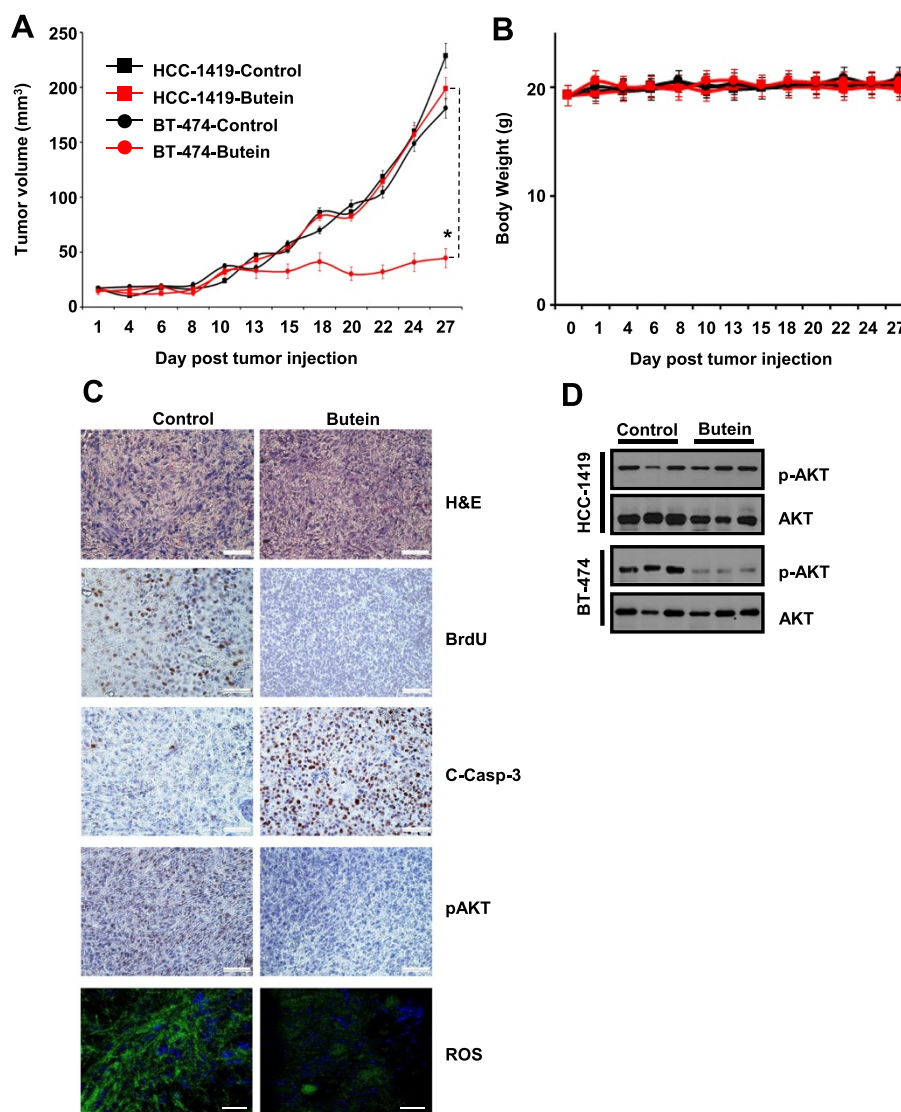 A
Tumor volume (mm³)
250
200
150
100
50
0
HCC-1419-Control
HCC-1419-Butein
BT-474-Control
BT-474-Butein
*
1 4 6 8 10 13 15 18 20 22 24 27
Day post tumor injection
B
Body Weight (g)
20
10
0
0 1 4 6 8 10 13 15 18 20 22 24 27
Day post tumor injection
C
Control Butein
H&E
BrdU
C-Casp-3
pAKT
ROS
D
Control Butein
HCC-1419
p-AKT
AKT
BT-474
p-AKT
AKT